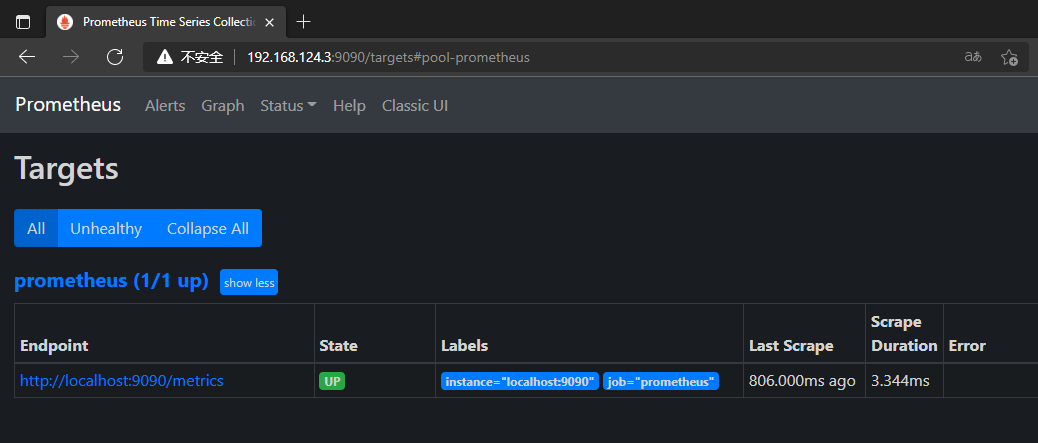 Prometheus Time Series Collectio
不安全 192.168.124.3:9090/targets#pool-prometheus aあ
Prometheus Alerts Graph Status Help Classic UI
Targets
All Unhealthy Collapse All
prometheus (1/1 up) show less
Endpoint State Labels Last Scrape Scrape Duration Error
http://localhost:9090/metrics UP instance="localhost:9090" job="prometheus" 806.000ms ago 3.344ms